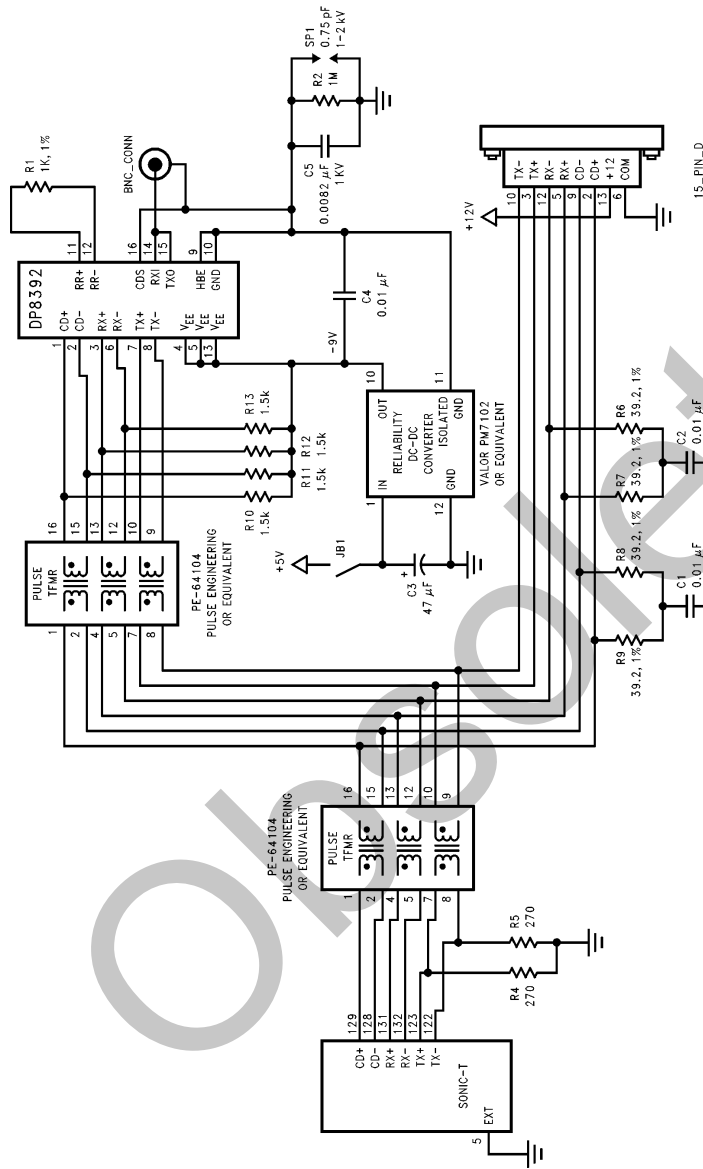 SONIC-T
5
EXT
CD+ 129
CD- 128
RX+ 131
RX- 132
TX+ 123
TX- 122
R4
270
R5
270
PE-64104
PULSE ENGINEERING
OR EQUIVALENT
PULSE
TFMR
1 16
2 15
4 13
5 12
7 10
8 9
PULSE
TFMR
1 16
2 15
4 13
5 12
7 10
8 9
PE-64104
PULSE ENGINEERING
OR EQUIVALENT
R10
1.5k
R11
1.5k
R12
1.5k
R13
1.5k
DP8392
1 CD+
2 CD-
3 RX+
6 RX-
7 TX+
8 TX-
4 VEE
5 VEE
13 VEE
RR+ 11
RR- 12
CDS 16
RXI 14
TXO 15
HBE 9
GND 10
R1
1K, 1%
BNC_CONN
C5
0.0082 µF
1KV
R2
1M
SP1
0.75 pF
1-2 kV
C4
0.01 µF
-9V
+5V
JB1
C3
+
47 µF
1 IN
OUT 10
RELIABILITY
DC-DC
CONVERTER
ISOLATED
12 GND
GND 11
VALOR PM7102
OR EQUIVALENT
R9
39.2, 1%
R8
39.2, 1%
R7
39.2, 1%
R6
39.2, 1%
C1
0.01 µF
C2
0.01 µF
+12V
10 TX-
3 TX+
12 RX-
5 RX+
9 CD-
2 CD+
13 +12
6 COM
15_PIN_D
Obsolet